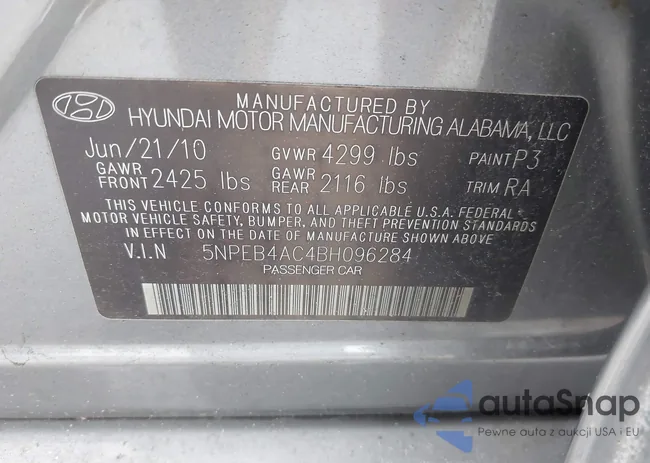 MANUFACTURED BY
HYUNDAI MOTOR MANUFACTURING ALABAMA, LLC
Jun/21/10 GVWR 4299 lbs PAINT P3
GAWR FRONT 2425 lbs GAWR REAR 2116 lbs TRIM RA
THIS VEHICLE CONFORMS TO ALL APPLICABLE U.S.A. FEDERAL
MOTOR VEHICLE SAFETY, BUMPER, AND THEFT PREVENTION STANDARDS
IN EFFECT ON THE DATE OF MANUFACTURE SHOWN ABOVE
V.I.N 5NPEB4AC4BH096284
PASSENGER CAR
autoSnap
Pewne auta z aukcji USA i EU